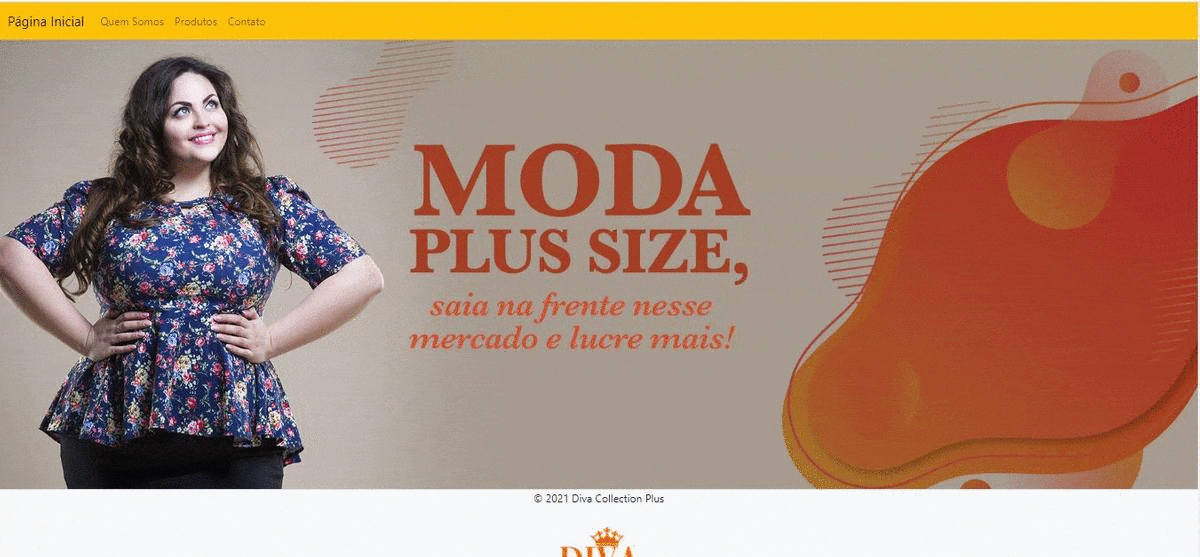 Página Inicial Quem Somos Produtos Contato
MODA
PLUS SIZE,
saia na frente nesse
mercado e lucre mais!
© 2021 Diva Collection Plus
DIVA